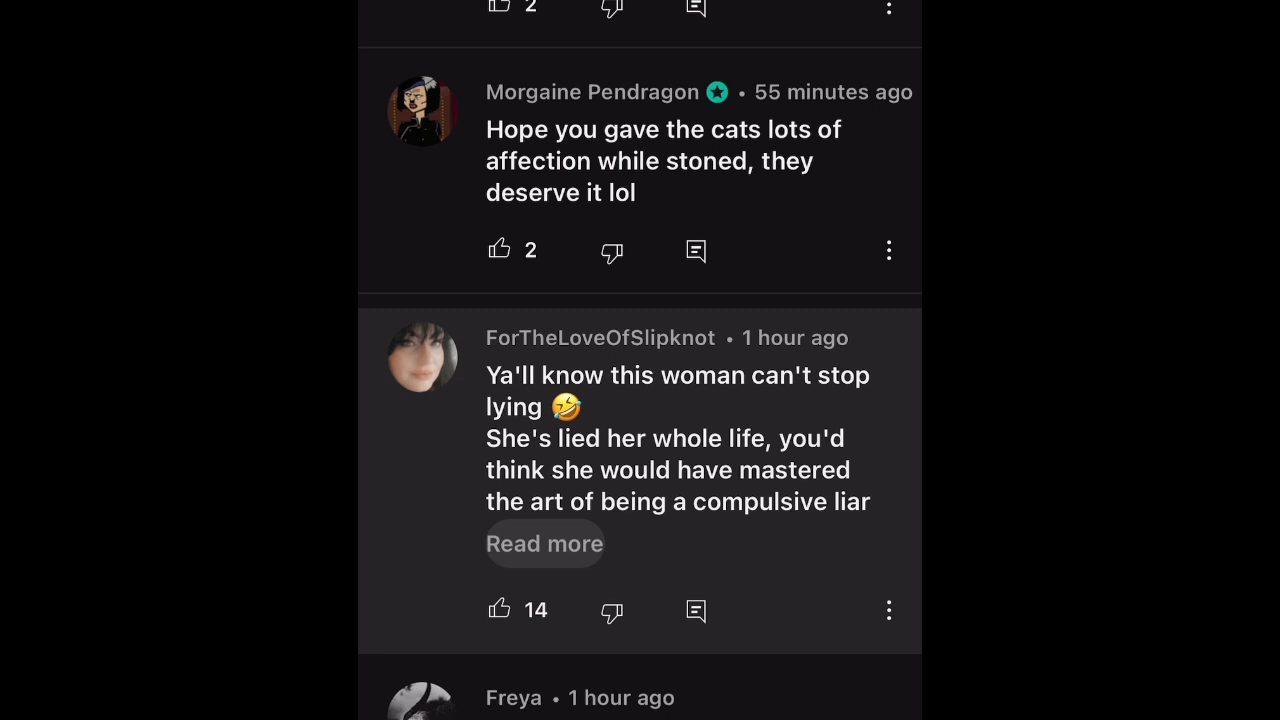 2
Morgaine Pendragon • 55 minutes ago
Hope you gave the cats lots of
affection while stoned, they
deserve it lol
2
ForTheLoveOfSlipknot • 1 hour ago
Ya'll know this woman can't stop
lying 🤣
She's lied her whole life, you'd
think she would have mastered
the art of being a compulsive liar
Read more
14
Freya • 1 hour ago